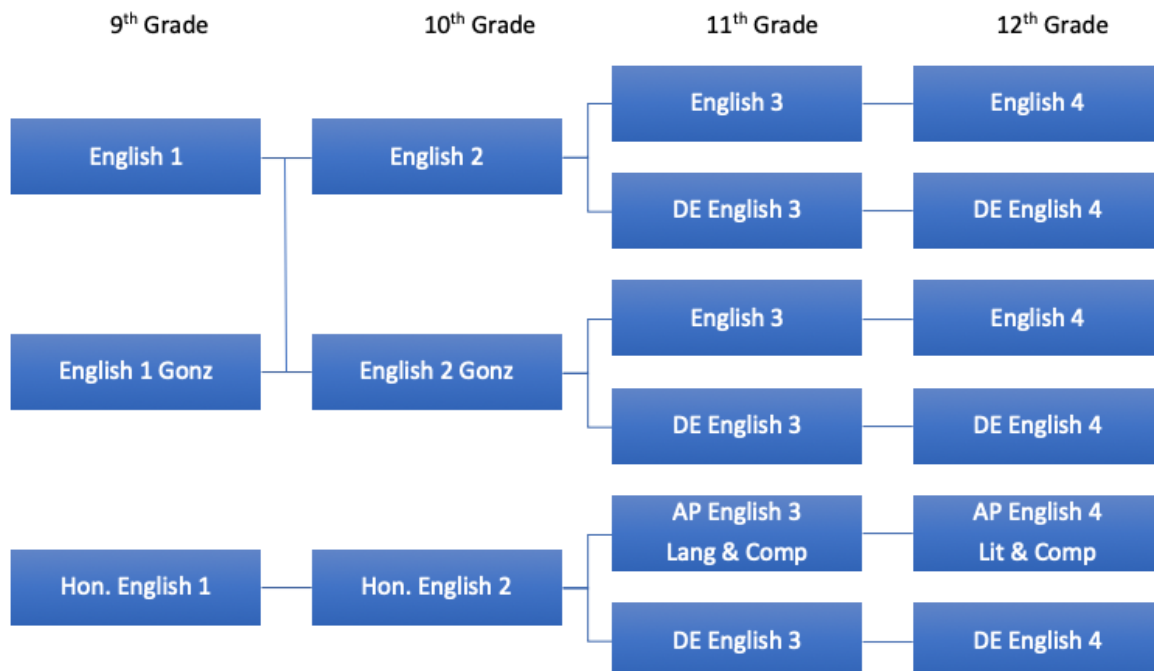 9th Grade
10th Grade
11th Grade
12th Grade
English 3
English 4
English 1
English 2
DE English 3
DE English 4
English 3
English 4
English 1 Gonz
English 2 Gonz
DE English 3
DE English 4
AP English 3
Lang & Comp
AP English 4
Lit & Comp
Hon. English 1
Hon. English 2
DE English 3
DE English 4